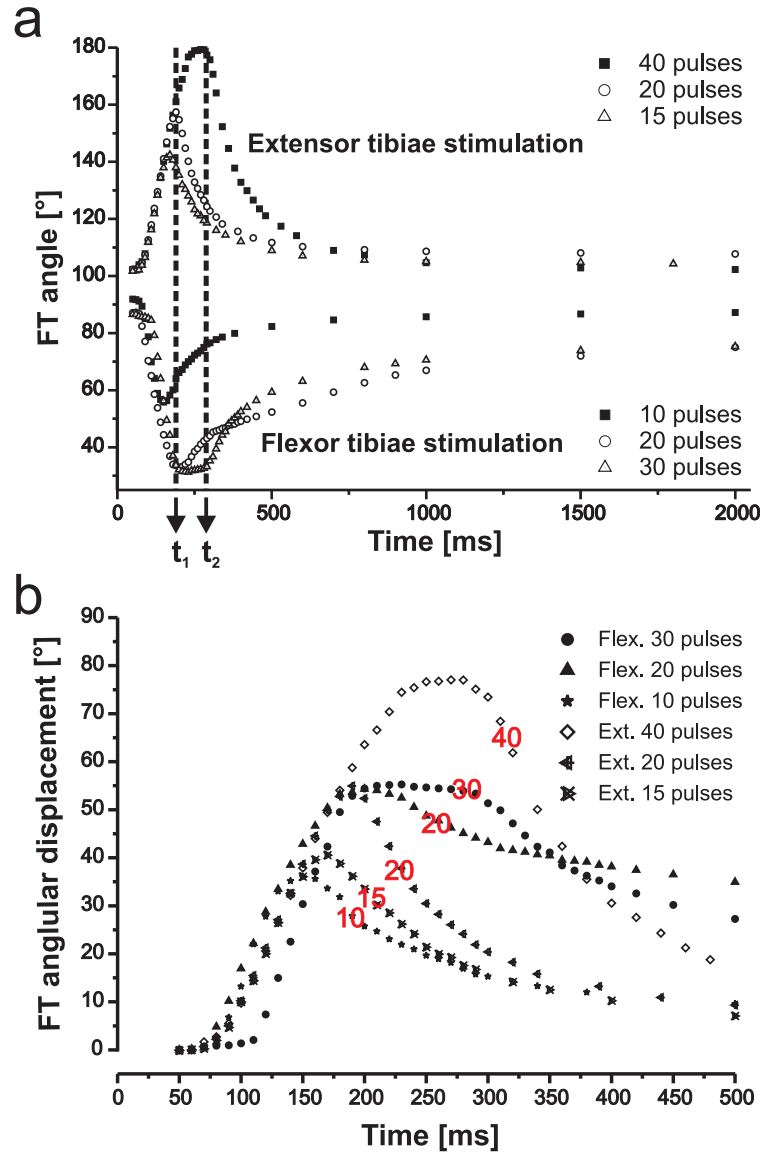 a
180
160
140
120
100
80
60
40
FT angle [°]
40 pulses
20 pulses
15 pulses
Extensor tibiae stimulation
Flexor tibiae stimulation
10 pulses
20 pulses
30 pulses
0
500
1000
1500
2000
t1
t2
Time [ms]
b
90
80
70
60
50
40
30
20
10
0
FT anglular displacement [°]
Flex. 30 pulses
Flex. 20 pulses
Flex. 10 pulses
Ext. 40 pulses
Ext. 20 pulses
Ext. 15 pulses
40
30
20
20
15
10
0
50
100
150
200
250
300
350
400
450
500
Time [ms]